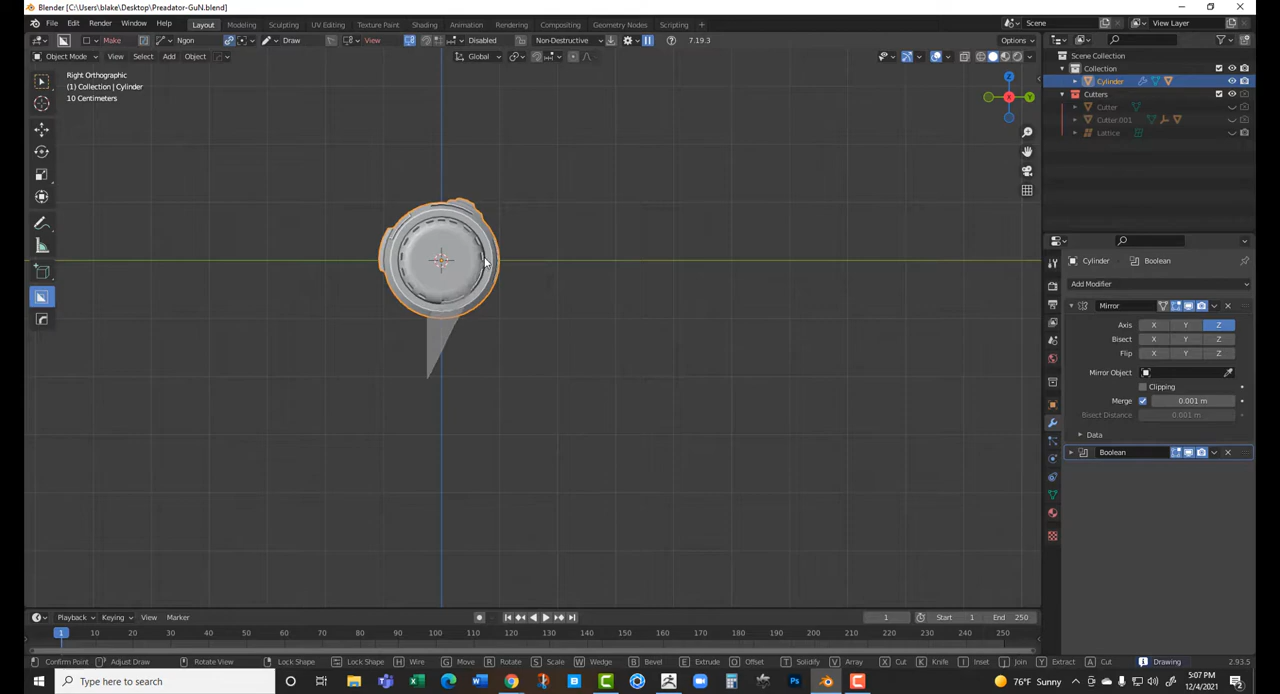 Blender [C:\Users\blake\Desktop\Preadator-GuN.blend]
File Edit Render Window Help Layout Modeling Sculpting UV Editing Texture Paint Shading Animation Rendering Compositing Geometry Nodes Scripting + Scene View Layer
Make Ngon Draw View Disabled Non-Destructive 7.19.3 Options
Object Mode View Select Add Object Global
Scene Collection
Collection
Cylinder
Cutters
Cutter
Cutter.001
Lattice
Right Orthographic
(1) Collection | Cylinder
10 Centimeters
X
Y
Z
Cylinder > Boolean
Add Modifier
Mirror
Axis X Y Z
Bisect X Y Z
Flip X Y Z
Mirror Object
Clipping
Merge 0.001 m
Bisect Distance 0.001 m
Data
Boolean
Playback Keying View Marker 1 Start 1 End 250
1 10 20 30 40 50 60 70 80 90 100 110 120 130 140 150 160 170 180 190 200 210 220 230 240 250
Confirm Point Adjust Draw Rotate View Lock Shape Lock Shape H Wire G Move R Rotate S Scale W Wedge B Bevel E Extrude O Offset T Solidify V Array X Cut K Knife I Inset J Join Y Extract A Cut Drawing 2.93.5
Type here to search
76°F Sunny
5:07 PM
12/4/2021